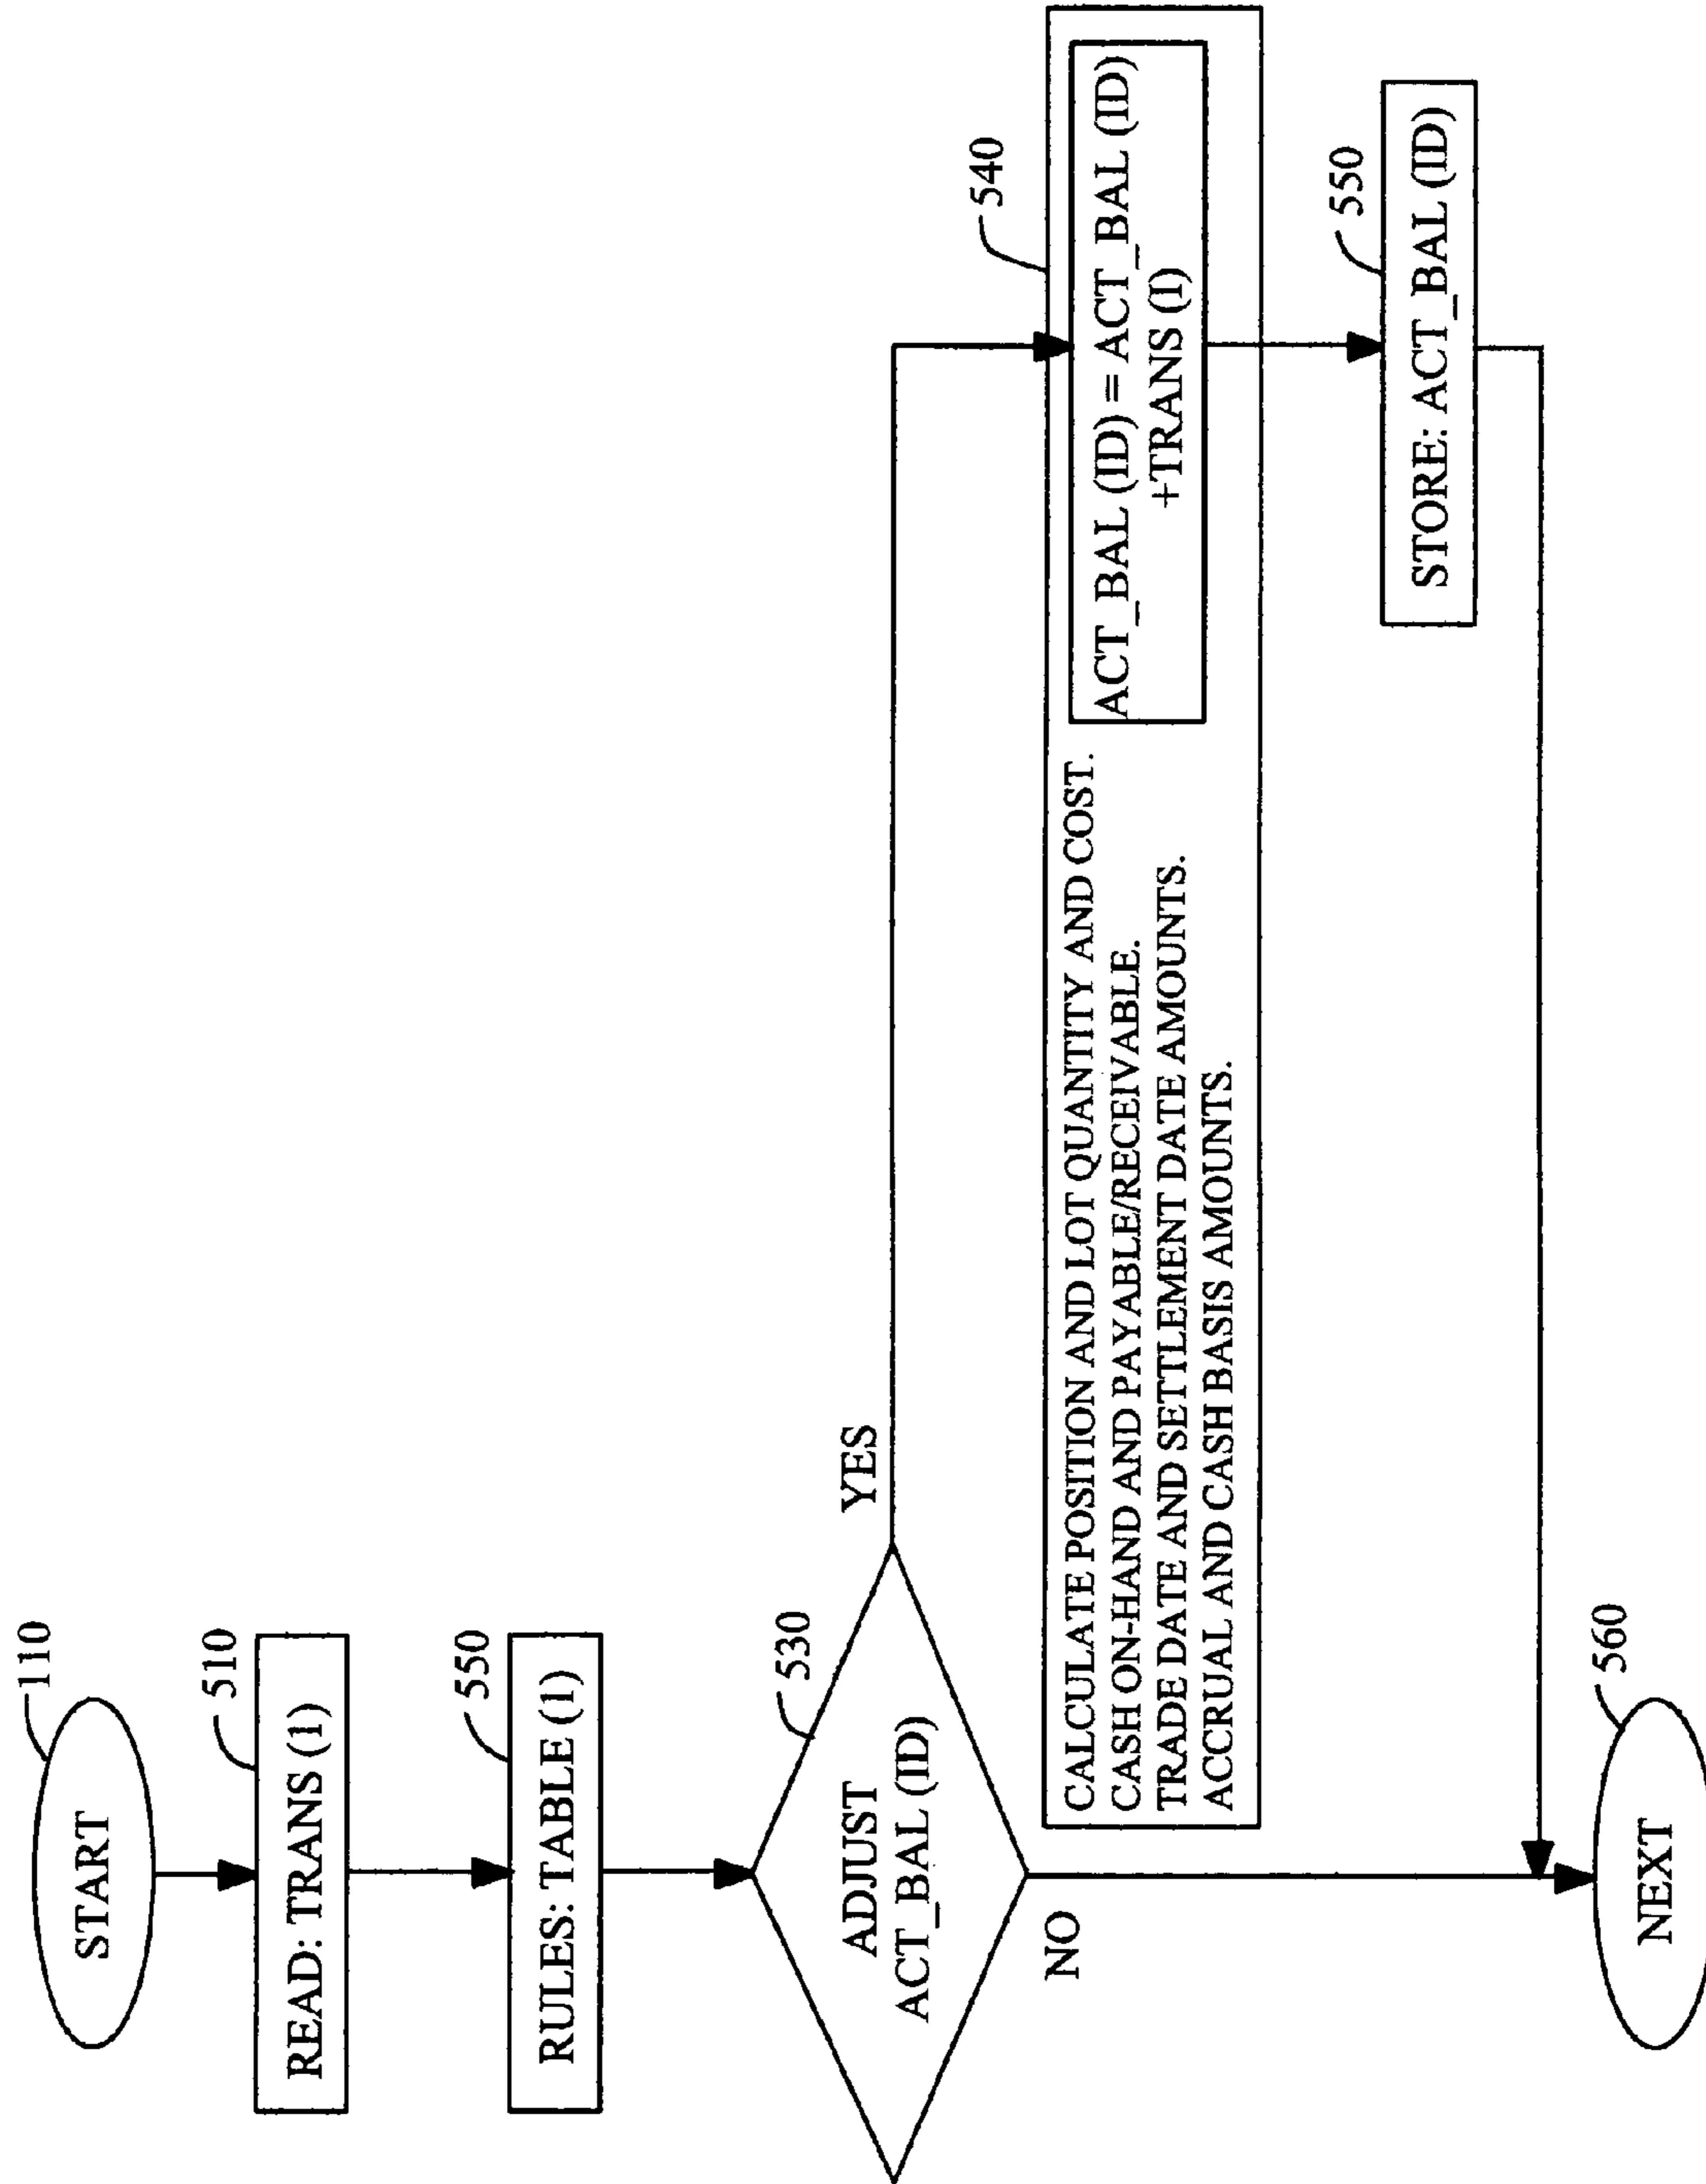 START
110
READ: TRANS (1)
510
RULES: TABLE (1)
550
ADJUST
ACT_BAL (ID)
530
YES
NO
540
CALCULATE POSITION AND LOT QUANTITY AND COST.
CASH ON-HAND AND PAYABLE/RECEIVABLE.
TRADE DATE AND SETTLEMENT DATE AMOUNTS.
ACCRUAL AND CASH BASIS AMOUNTS.
ACT_BAL (ID) = ACT_BAL (ID)
+TRANS (I)
550
STORE: ACT_BAL (ID)
560
NEXT